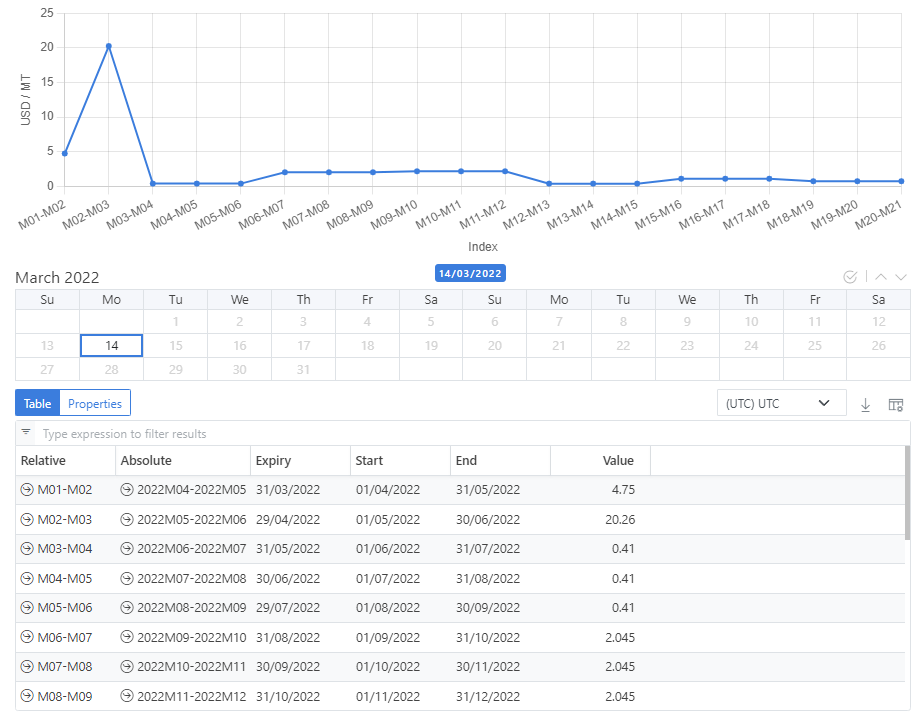 25
20
15
10
5
0
USD / MT
M01-M02 M02-M03 M03-M04 M04-M05 M05-M06 M06-M07 M07-M08 M08-M09 M09-M10 M10-M11 M11-M12 M12-M13 M13-M14 M14-M15 M15-M16 M16-M17 M17-M18 M18-M19 M19-M20 M20-M21
Index
March 2022 14/03/2022
Su Mo Tu We Th Fr Sa Su Mo Tu We Th Fr Sa
1 2 3 4 5 6 7 8 9 10 11 12
13 14 15 16 17 18 19 20 21 22 23 24 25 26
27 28 29 30 31
Table Properties (UTC) UTC
Type expression to filter results
Relative Absolute Expiry Start End Value
M01-M02 2022M04-2022M05 31/03/2022 01/04/2022 31/05/2022 4.75
M02-M03 2022M05-2022M06 29/04/2022 01/05/2022 30/06/2022 20.26
M03-M04 2022M06-2022M07 31/05/2022 01/06/2022 31/07/2022 0.41
M04-M05 2022M07-2022M08 30/06/2022 01/07/2022 31/08/2022 0.41
M05-M06 2022M08-2022M09 29/07/2022 01/08/2022 30/09/2022 0.41
M06-M07 2022M09-2022M10 31/08/2022 01/09/2022 31/10/2022 2.045
M07-M08 2022M10-2022M11 30/09/2022 01/10/2022 30/11/2022 2.045
M08-M09 2022M11-2022M12 31/10/2022 01/11/2022 31/12/2022 2.045